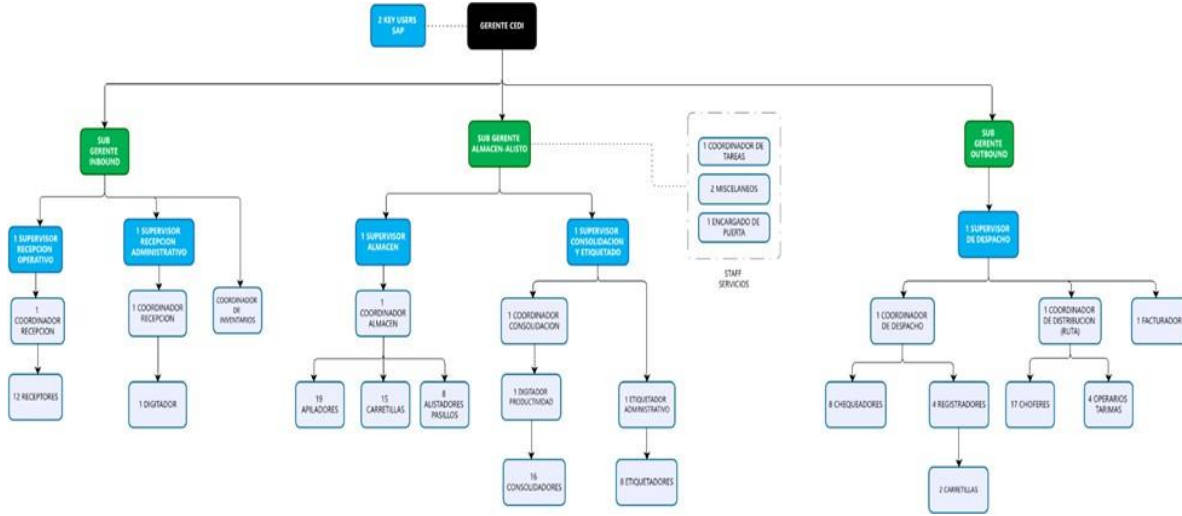 2 KEY USERS
SAP
GERENTE CEDI
SUB
GERENTE
INBOUND
SUB GERENTE
ALMACEN-ALISTO
1 COORDINADOR DE
TAREAS
2 MISCELANEOS
1 ENCARGADO DE
PUERTA
STAFF
SERVICIOS
SUB
GERENTE
OUTBOUND
1 SUPERVISOR
RECEPCION
OPERATIVO
1 SUPERVISOR
RECEPCION
ADMINISTRATIVO
1 SUPERVISOR
ALMACEN
1 SUPERVISOR
CONSOLIDACION
Y ETIQUETADO
1 SUPERVISOR
DE DESPACHO
1
COORDINADOR
RECEPCION
1 COORDINADOR
RECEPCION
COORDINADOR
DE
INVENTARIOS
1
COORDINADOR
ALMACEN
1 COORDINADOR
CONSOLIDACION
1 COORDINADOR
DE DESPACHO
1 COORDINADOR
DE DISTRIBUCION
(RUTA)
1 FACTURADOR
12 RECEPTORES
1 DIGITADOR
19
APILADORES
15
CARRETILLAS
8
ALISTADORES
PASILLOS
1 DIGITADOR
PRODUCTIVIDAD
1 ETIQUETADOR
ADMINISTRATIVO
8 CHEQUEADORES
4 REGISTRADORES
17 CHOFERES
4 OPERARIOS
TARIMAS
16
CONSOLIDADORES
8 ETIQUETADORES
2 CARRETILLAS